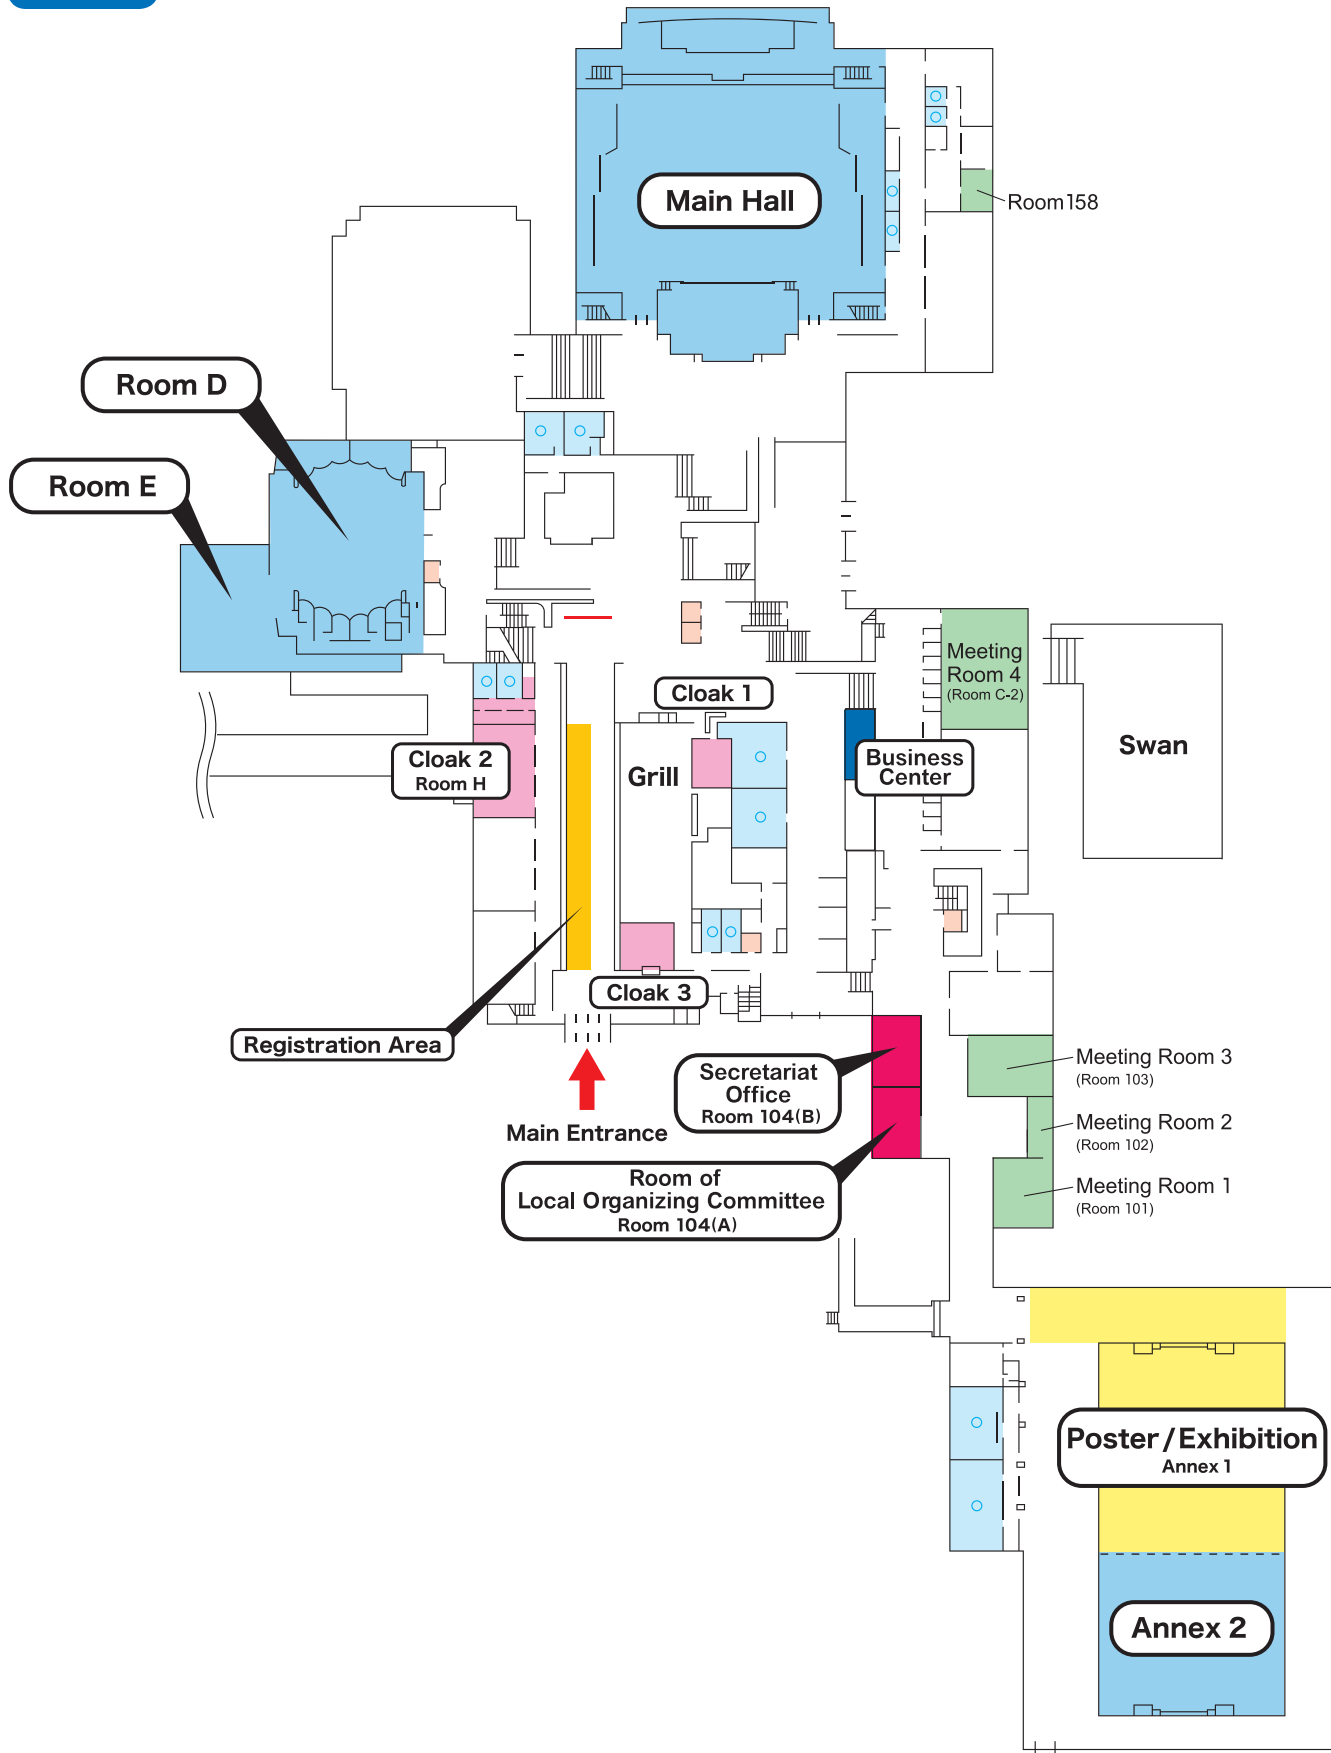 Main Hall
Room158
Room D
Room E
Meeting
Room 4
(Room C-2)
Cloak 1
Swan
Cloak 2
Room H
Grill
Business
Center
Cloak 3
Registration Area
Secretariat
Office
Room 104(B)
Meeting Room 3
(Room 103)
Main Entrance
Meeting Room 2
(Room 102)
Room of
Local Organizing Committee
Room 104(A)
Meeting Room 1
(Room 101)
Poster/Exhibition
Annex 1
Annex 2